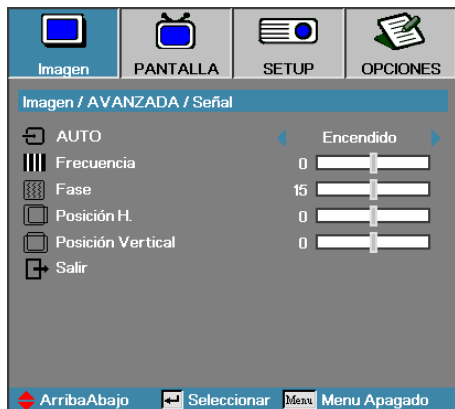 Imagen PANTALLA SETUP OPCIONES
Imagen / AVANZADA / Señal
AUTO Encendido
Frecuencia 0
Fase 15
Posición H. 0
Posición Vertical 0
Salir
ArribaAbajo Seleccionar Menu Menu Apagado